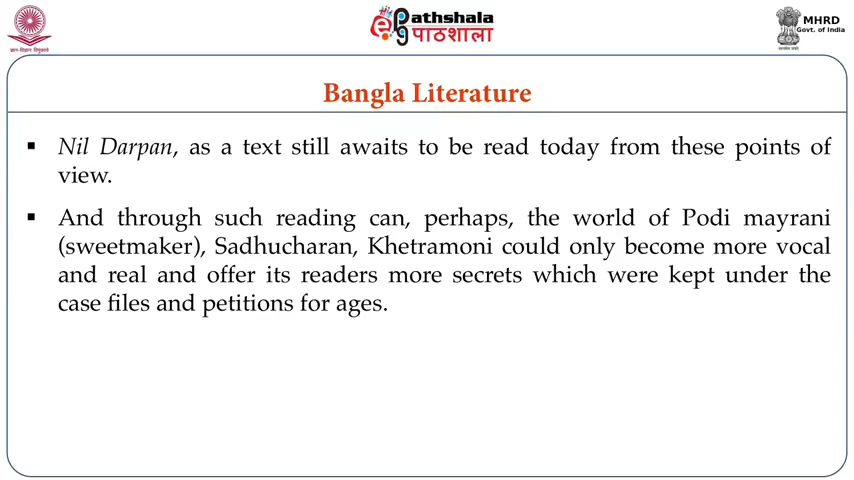 ePathshala
पाठशाला
MHRD
Govt. of India
Bangla Literature
▪ Nil Darpan, as a text still awaits to be read today from these points of
view.
▪ And through such reading can, perhaps, the world of Podi mayrani
(sweetmaker), Sadhucharan, Khetramoni could only become more vocal
and real and offer its readers more secrets which were kept under the
case files and petitions for ages.